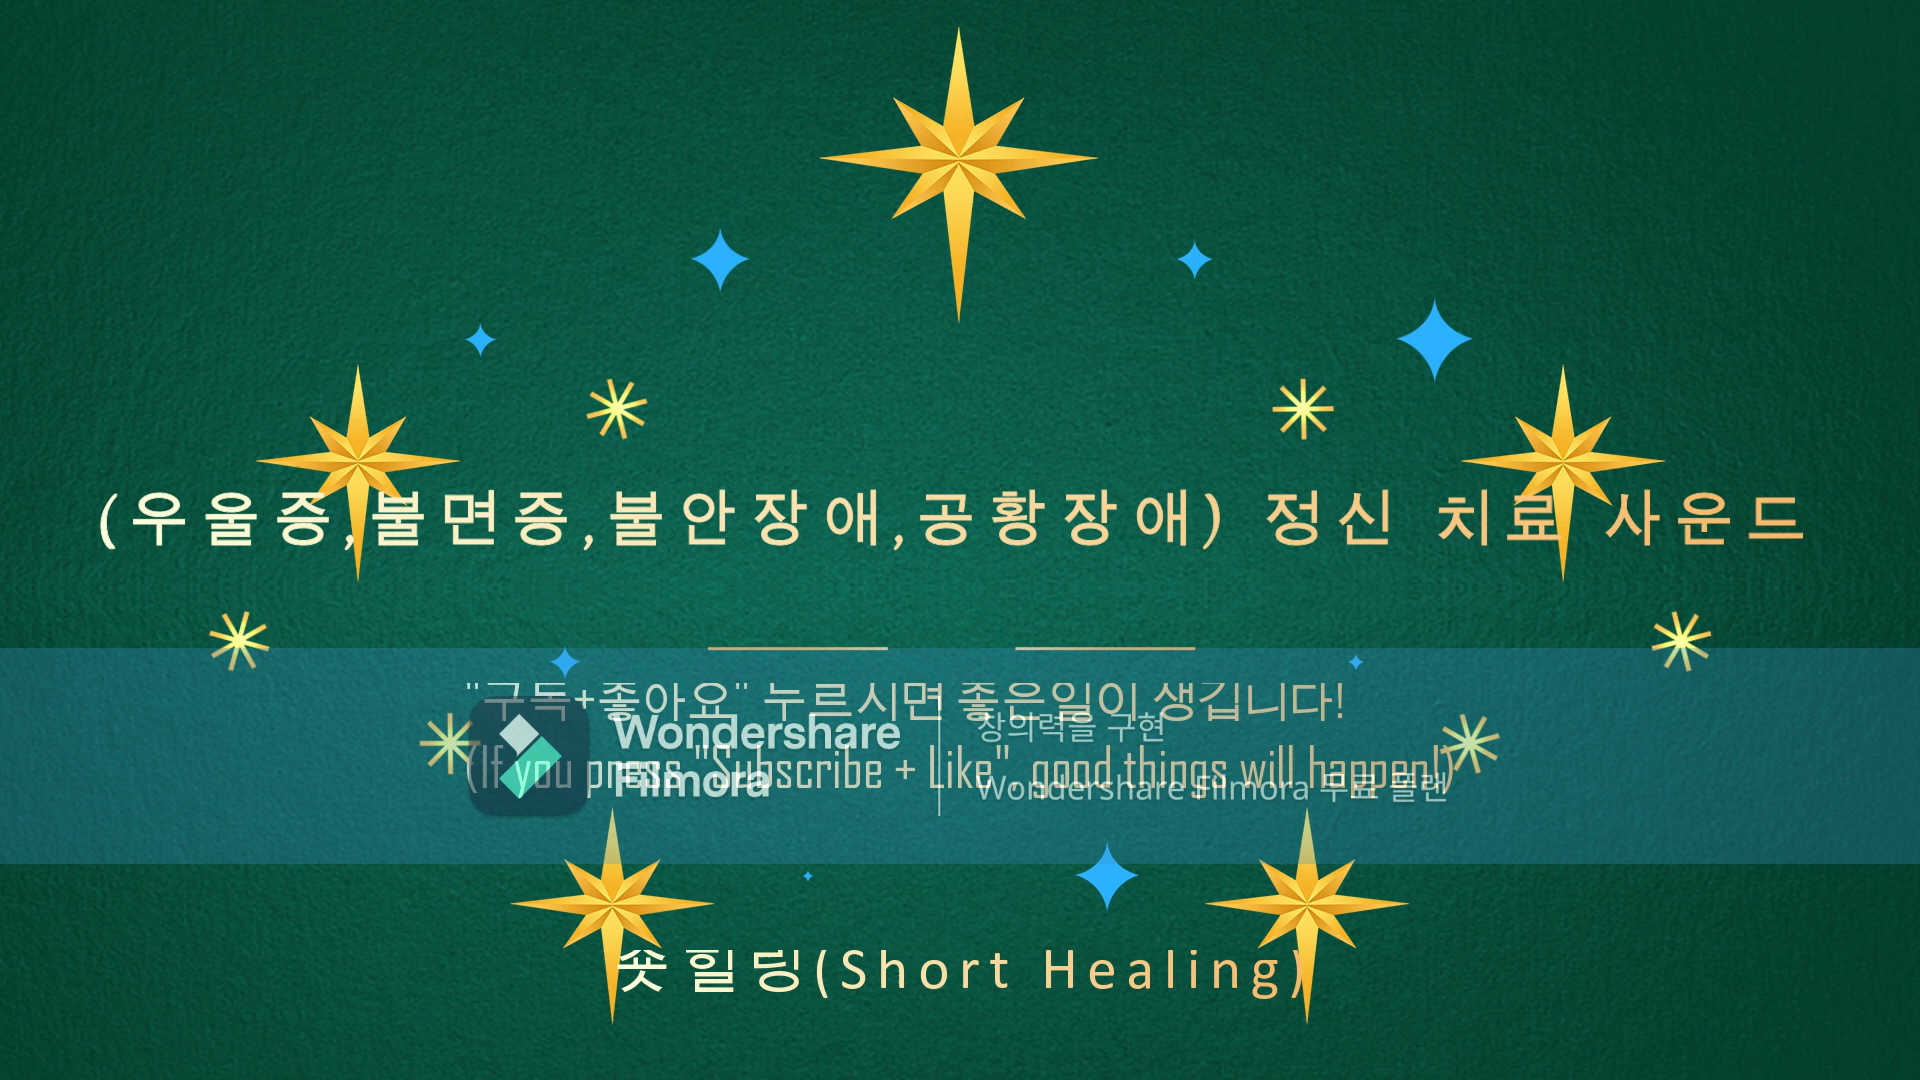 (우울증,불면증,불안장애,공황장애) 정신 치료 사운드
"구독+좋아요" 누르시면 좋은일이 생깁니다!
(If you press "Subscribe + Like", good things will happen!)
Wondershare
Filmora
창의력을 구현
Wondershare Filmora 무료 플랜
숏힐링(Short Healing)